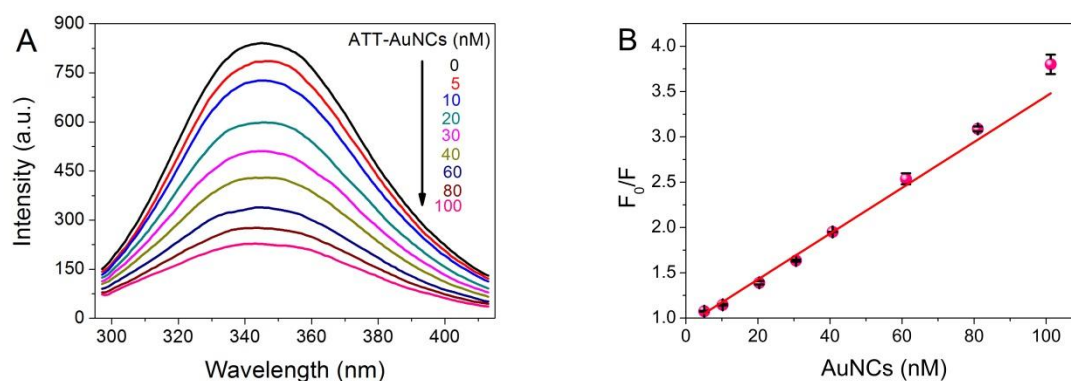 A
ATT-AuNCs (nM)
0
5
10
20
30
40
60
80
100
900
750
600
450
300
150
0
Intensity (a.u.)
300 320 340 360 380 400
Wavelength (nm)
B
4.0
3.5
3.0
2.5
2.0
1.5
1.0
F₀/F
0 20 40 60 80 100
AuNCs (nM)